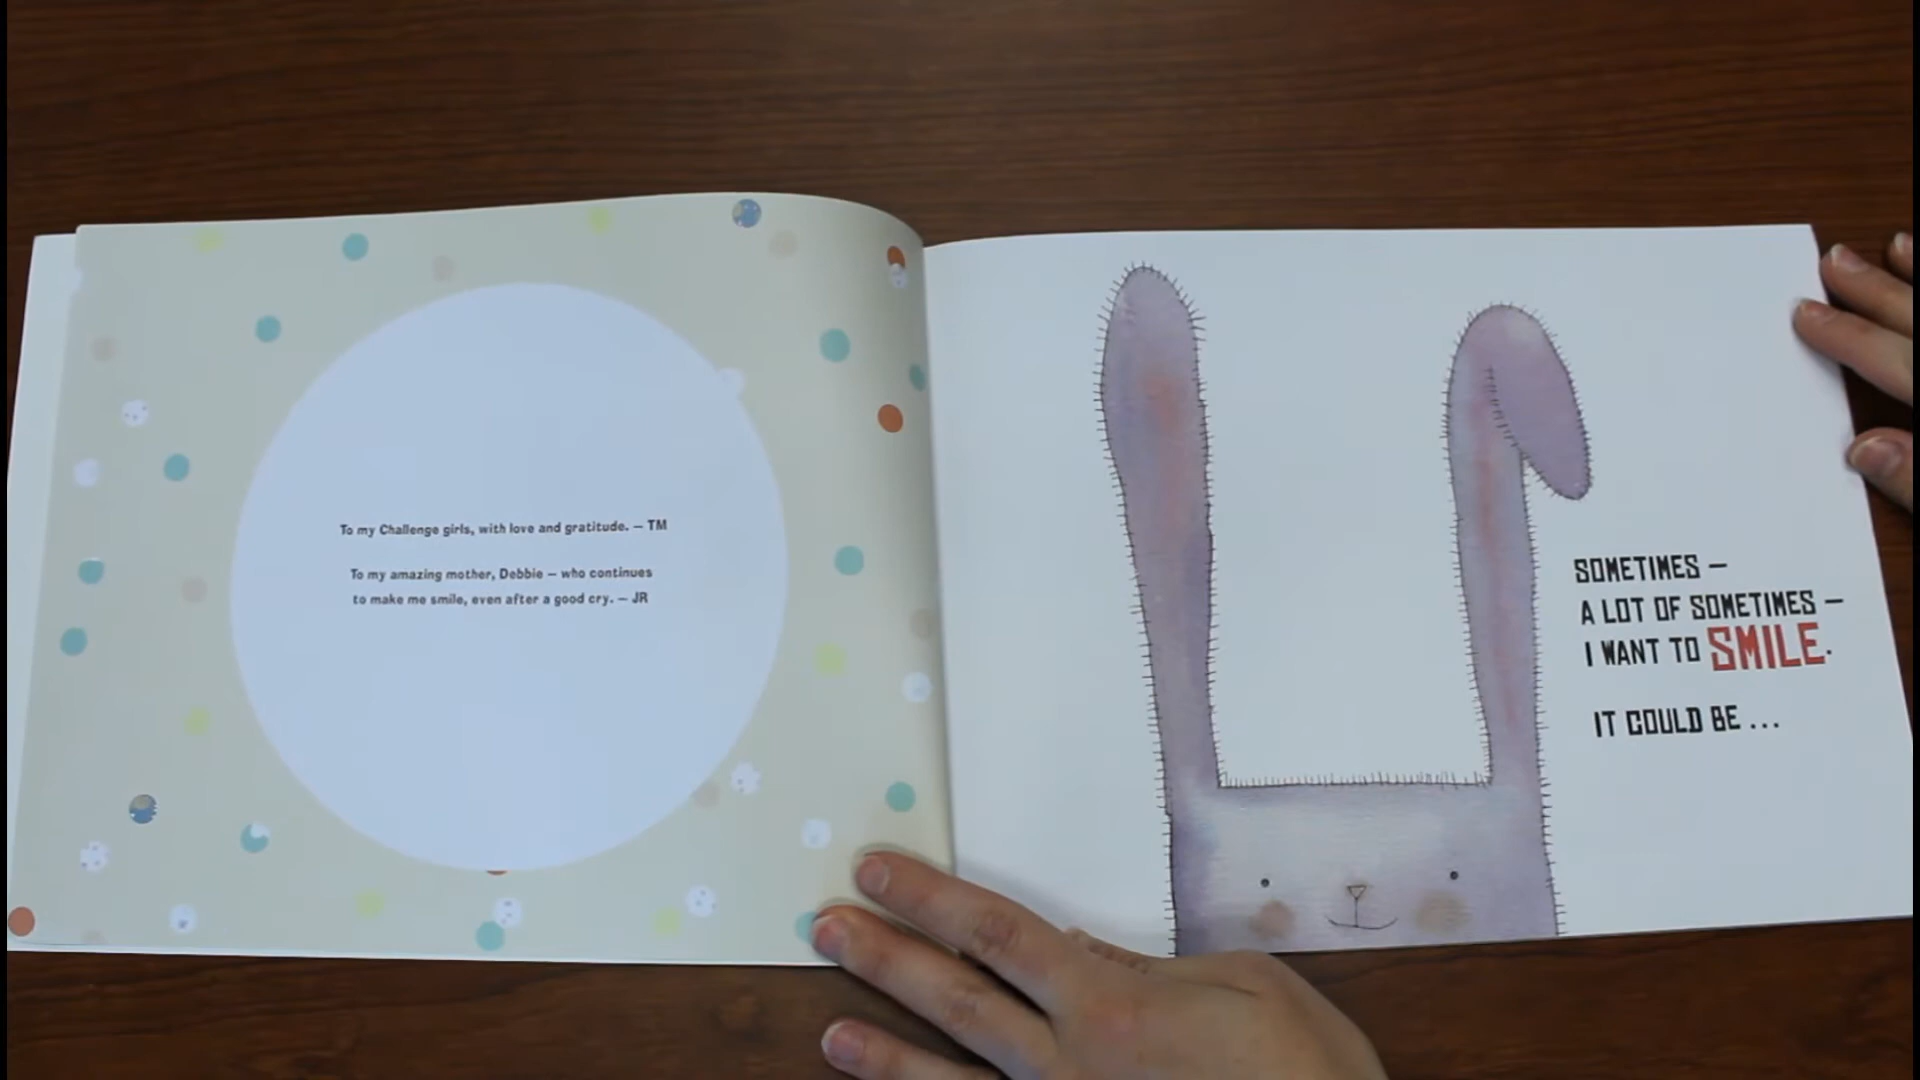 To my Challenge girls, with love and gratitude. — TM
To my amazing mother, Debbie — who continues
to make me smile, even after a good cry. — JR
SOMETIMES —
A LOT OF SOMETIMES —
I WANT TO SMILE.
IT COULD BE ...